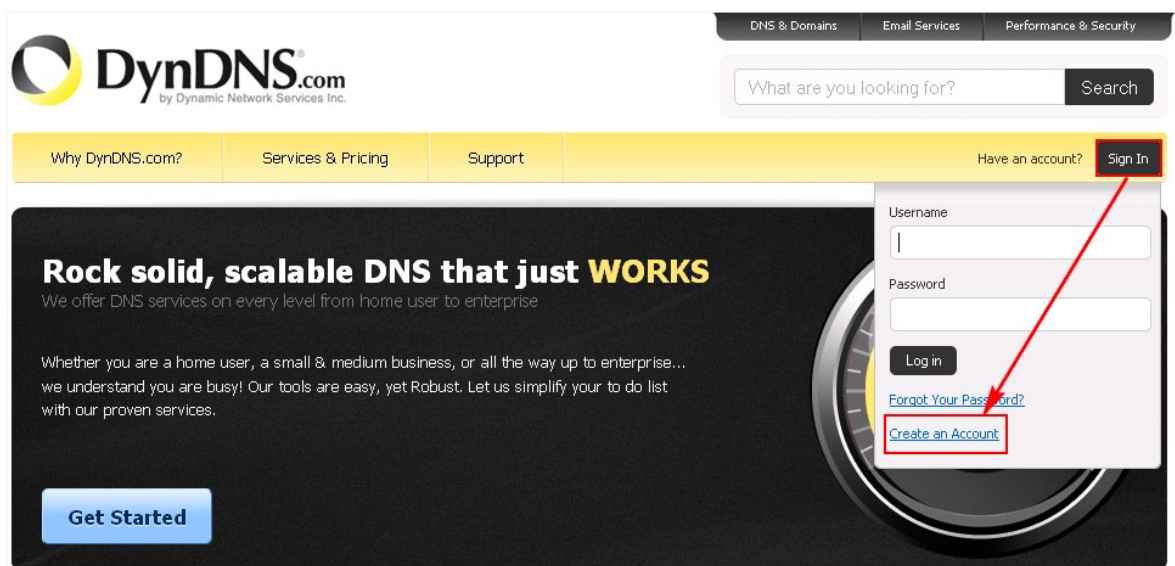 DNS & Domains
Email Services
Performance & Security
DynDNS.com
by Dynamic Network Services Inc.
What are you looking for?
Search
Why DynDNS.com?
Services & Pricing
Support
Have an account?
Sign In
Username
Password
Log in
Forgot Your Password?
Create an Account
Rock solid, scalable DNS that just WORKS
We offer DNS services on every level from home user to enterprise
Whether you are a home user, a small & medium business, or all the way up to enterprise...
we understand you are busy! Our tools are easy, yet Robust. Let us simplify your to do list
with our proven services.
Get Started